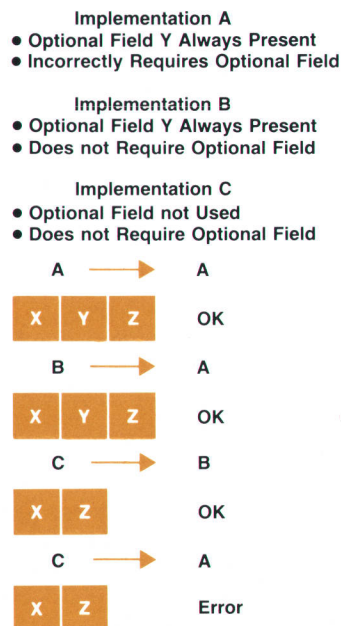 Implementation A
● Optional Field Y Always Present
● Incorrectly Requires Optional Field
Implementation B
● Optional Field Y Always Present
● Does not Require Optional Field
Implementation C
● Optional Field not Used
● Does not Require Optional Field
A A
X Y Z OK
B A
X Y Z OK
C B
X Z OK
C A
X Z Error